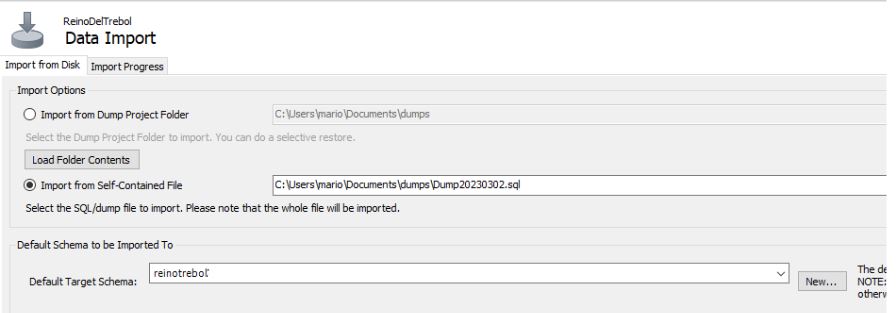 ReinoDelTrebol
Data Import
Import from Disk Import Progress
Import Options
Import from Dump Project Folder C:\Users\mario\Documents\dumps
Select the Dump Project Folder to import. You can do a selective restore.
Load Folder Contents
Import from Self-Contained File C:\Users\mario\Documents\dumps\Dump20230302.sql
Select the SQL/dump file to import. Please note that the whole file will be imported.
Default Schema to be Imported To
The de
Default Target Schema: reinotrebol` New... NOTE:
otherw